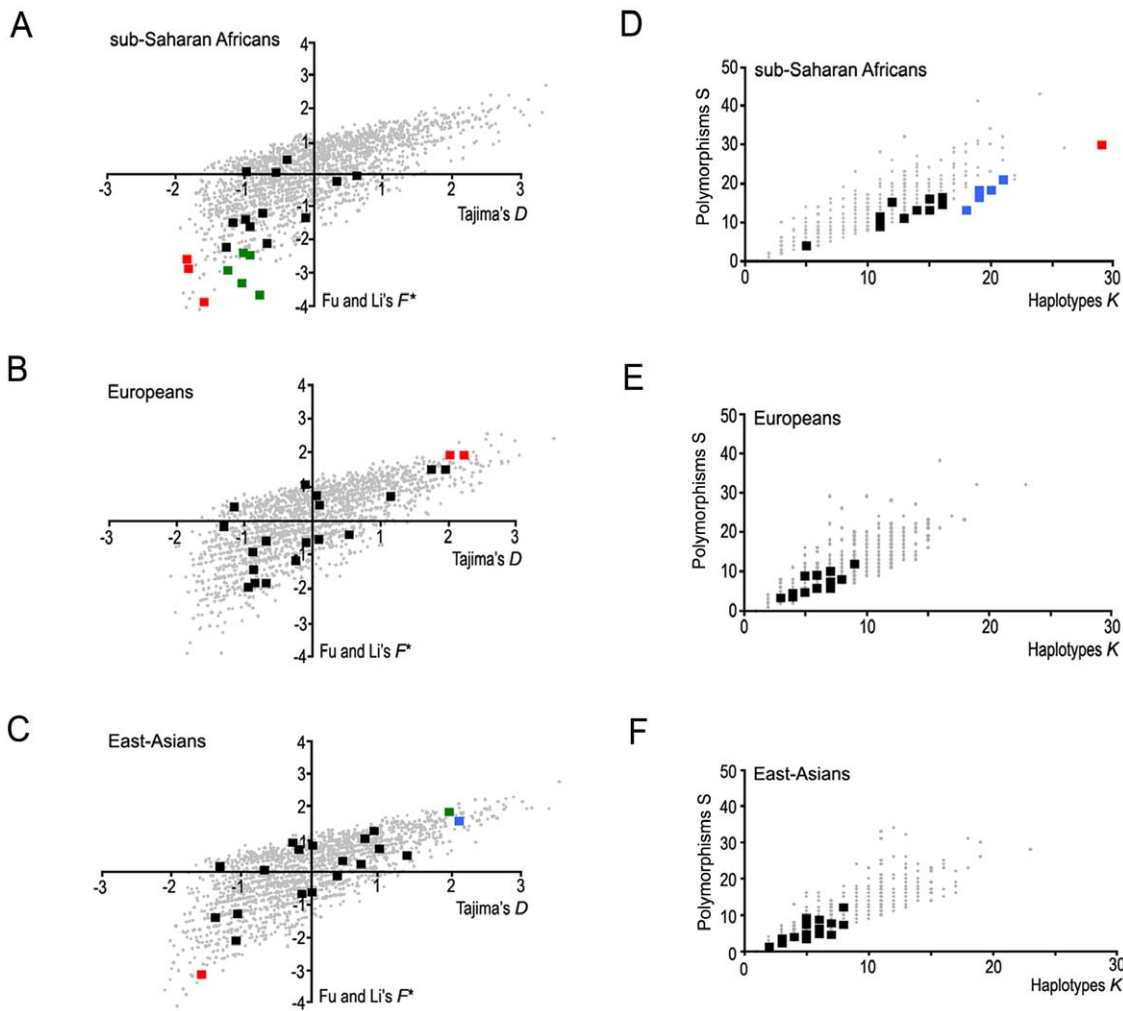 A
sub-Saharan Africans
4
3
2
1
-3 -2 -1 1 2 3
Tajima's D
-1
-2
-3
-4
Fu and Li's F*
B
Europeans
4
3
2
1
-3 -2 -1 1 2 3
Tajima's D
-1
-2
-3
-4
Fu and Li's F*
C
East-Asians
4
3
2
1
-3 -2 -1 1 2 3
Tajima's D
-1
-2
-3
-4
Fu and Li's F*
D
sub-Saharan Africans
Polymorphisms S
50
40
30
20
10
0
0 10 20 30
Haplotypes K
E
Europeans
Polymorphisms S
50
40
30
20
10
0
0 10 20 30
Haplotypes K
F
East-Asians
Polymorphisms S
50
40
30
20
10
0
0 10 20 30
Haplotypes K